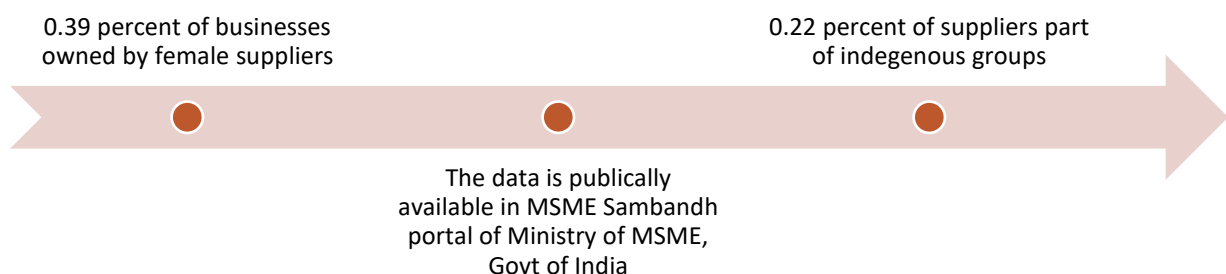 0.39 percent of businesses
owned by female suppliers
The data is publically
available in MSME Sambandh
portal of Ministry of MSME,
Govt of India
0.22 percent of suppliers part
of indegenous groups